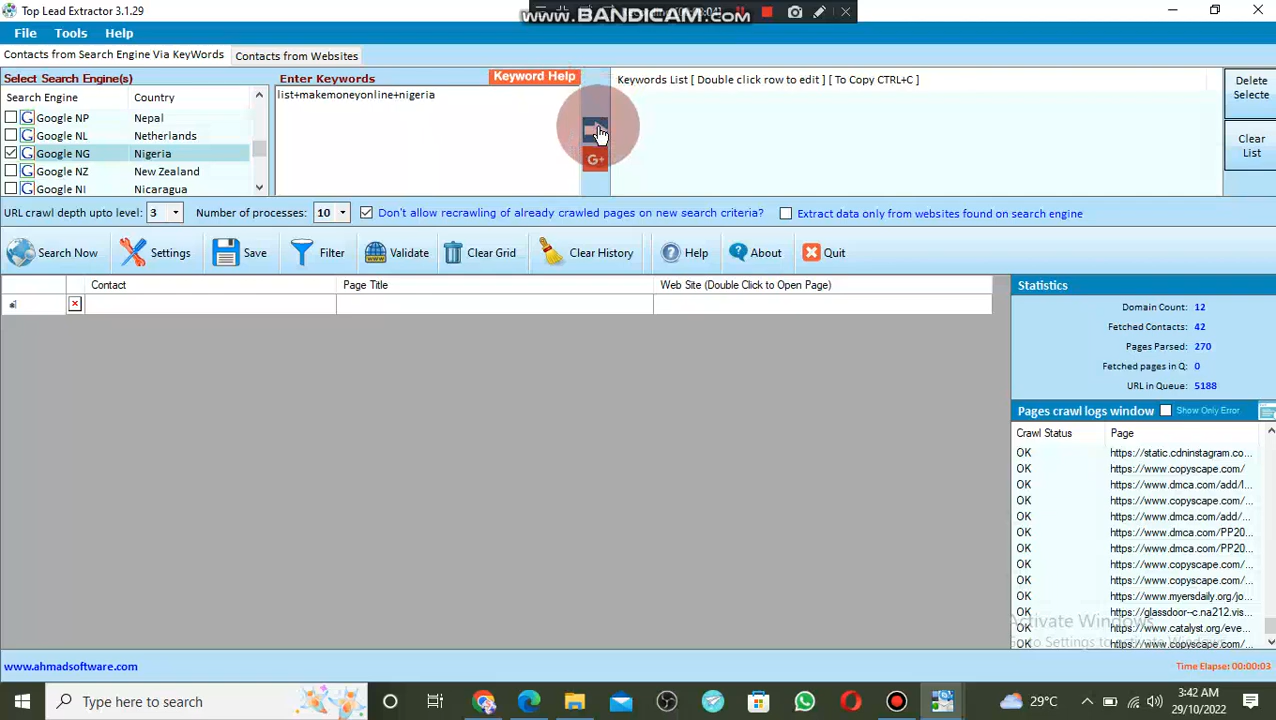 Top Lead Extractor 3.1.29
www.BANDICAM.com
File Tools Help
Contacts from Search Engine Via KeyWords Contacts from Websites
Select Search Engine(s) Enter Keywords Keyword Help Keywords List [ Double click row to edit ] [ To Copy CTRL+C ]
Search Engine Country
list+makemoneyonline+nigeria
Google NP Nepal
Google NL Netherlands
Google NG Nigeria
Google NZ New Zealand
Google NI Nicaragua
G+
Delete
Selecte
Clear
List
URL crawl depth upto level: 3 Number of processes: 10 Don't allow recrawling of already crawled pages on new search criteria? Extract data only from websites found on search engine
Search Now Settings Save Filter Validate Clear Grid Clear History Help About Quit
Contact Page Title Web Site (Double Click to Open Page)
Statistics
Domain Count: 12
Fetched Contacts: 42
Pages Parsed: 270
Fetched pages in Q: 0
URL in Queue: 5188
Pages crawl logs window Show Only Error
Crawl Status Page
OK https://static.cdninstagram.co...
OK https://www.copyscape.com/
OK https://www.dmca.com/add/l...
OK https://www.copyscape.com/...
OK https://www.dmca.com/add/...
OK https://www.dmca.com/PP20...
OK https://www.dmca.com/PP20...
OK https://www.copyscape.com/...
OK https://www.copyscape.com/...
OK https://www.myersdaily.org/jo...
OK https://glassdoor--c.na212.vis...
OK https://www.catalyst.org/eve...
OK https://www.copyscape.com/...
Activate Windows
Go to Settings to activate Windows.
www.ahmadsoftware.com
Time Elapse: 00:00:03
Type here to search
29°C
3:42 AM
29/10/2022